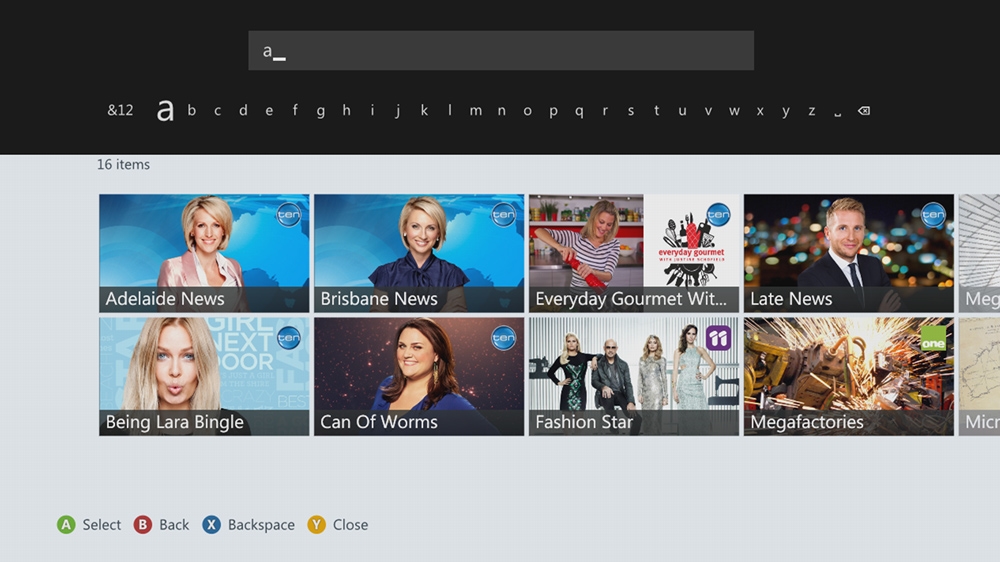 a_
&12 a b c d e f g h i j k l m n o p q r s t u v w x y z
16 items
ten
Adelaide News
ten
Brisbane News
ten
everyday gourmet
WITH JUSTINE SCHOFIELD
Everyday Gourmet Wit...
ten
Late News
Meg
ten
GIRL
NEXT
DOOR
BEST
Being Lara Bingle
ten
Can Of Worms
11
Fashion Star
one
Megafactories
Micr
A Select B Back X Backspace Y Close